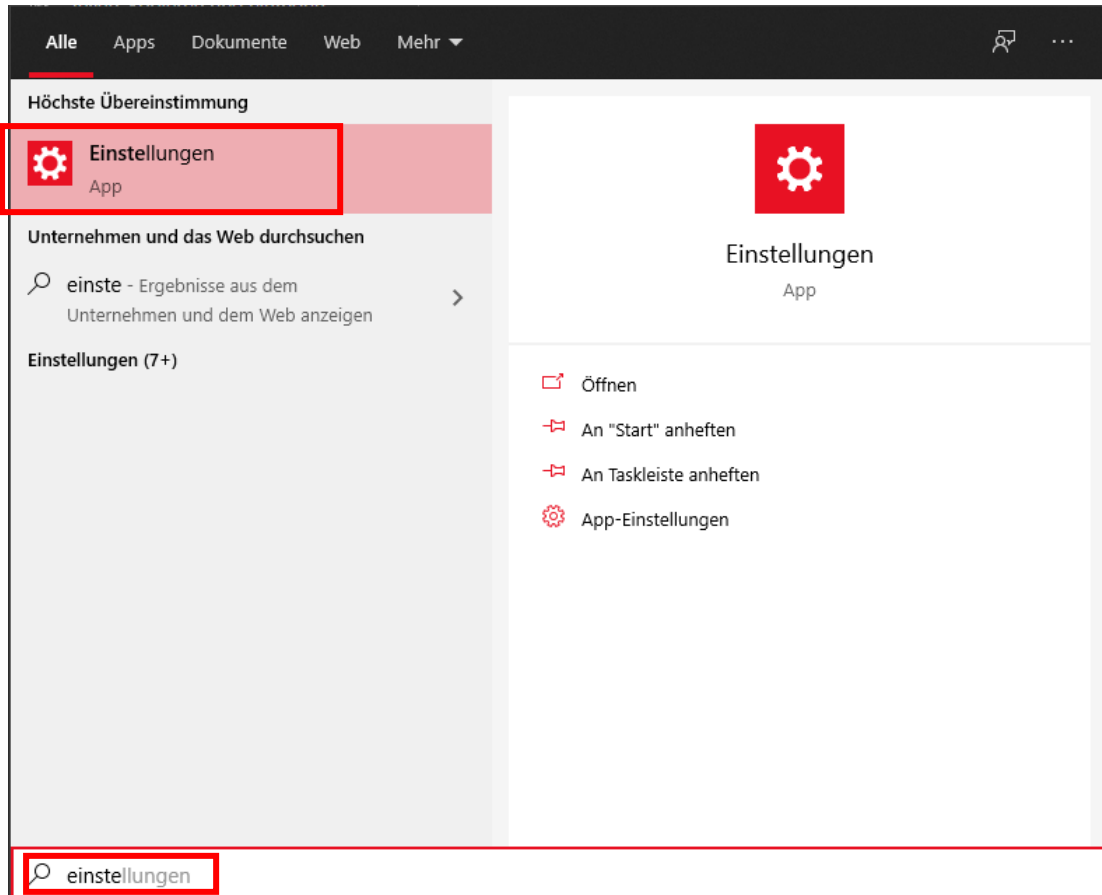 Alle Apps Dokumente Web Mehr
Höchste Übereinstimmung
Einstellungen
App
Unternehmen und das Web durchsuchen
einste - Ergebnisse aus dem
Unternehmen und dem Web anzeigen
Einstellungen (7+)
Einstellungen
App
Öffnen
An "Start" anheften
An Taskleiste anheften
App-Einstellungen
einstellungen